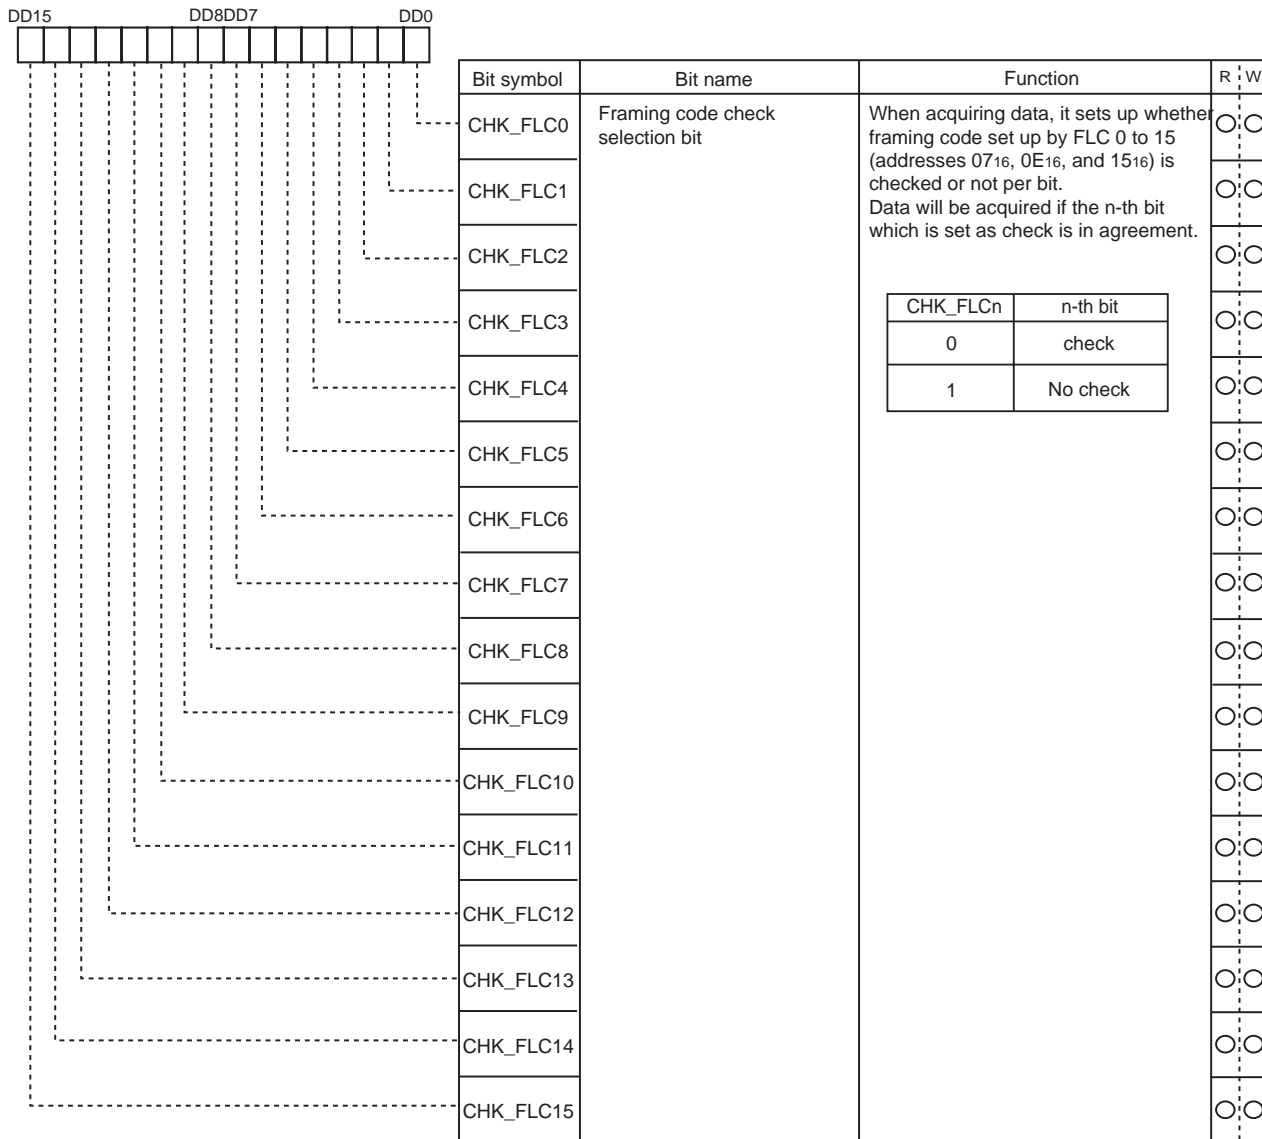 DD15 DD8DD7 DD0
Bit symbol Bit name Function R W
CHK_FLC0 Framing code check
selection bit
When acquiring data, it sets up whether
framing code set up by FLC 0 to 15
(addresses 0716, 0E16, and 1516) is
checked or not per bit.
Data will be acquired if the n-th bit
which is set as check is in agreement.
CHK_FLCn n-th bit
0 check
1 No check
CHK_FLC1
CHK_FLC2
CHK_FLC3
CHK_FLC4
CHK_FLC5
CHK_FLC6
CHK_FLC7
CHK_FLC8
CHK_FLC9
CHK_FLC10
CHK_FLC11
CHK_FLC12
CHK_FLC13
CHK_FLC14
CHK_FLC15